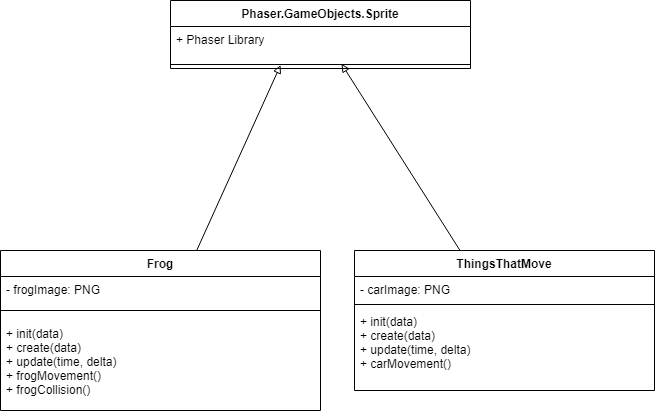 Phaser.GameObjects.Sprite
+ Phaser Library
Frog
- frogImage: PNG
+ init(data)
+ create(data)
+ update(time, delta)
+ frogMovement()
+ frogCollision()
ThingsThatMove
- carImage: PNG
+ init(data)
+ create(data)
+ update(time, delta)
+ carMovement()